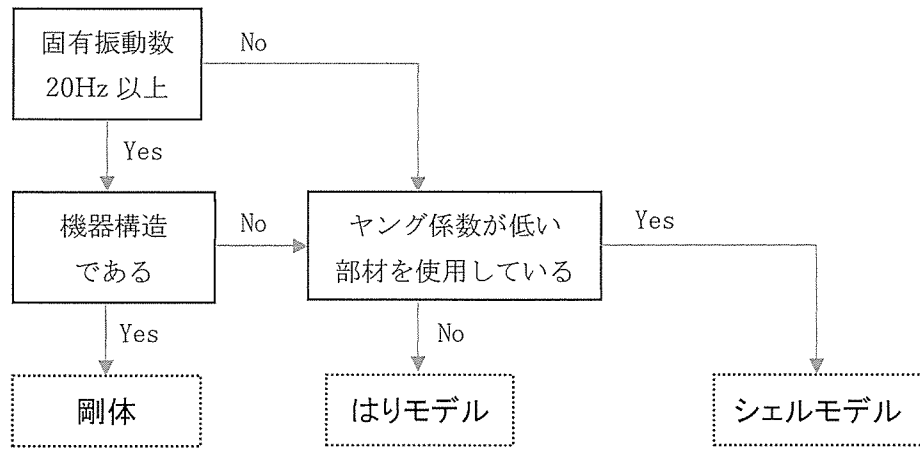 固有振動数
20Hz 以上
No
Yes
機器構造
である
No
ヤング係数が低い
部材を使用している
Yes
Yes
No
剛体
はりモデル
シェルモデル